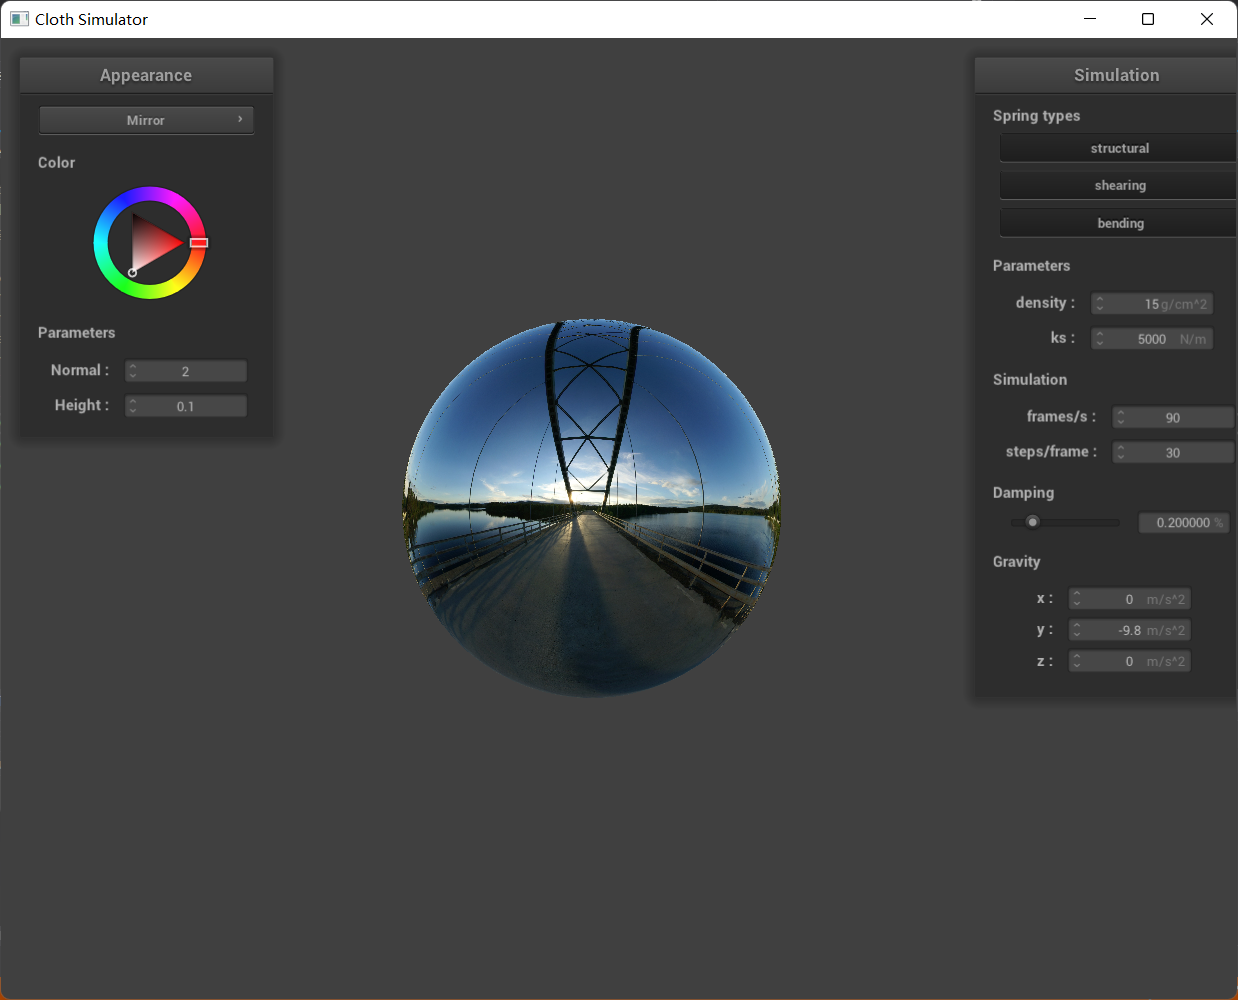 Cloth Simulator
Appearance
Mirror
Color
Parameters
Normal : 2
Height : 0.1
Simulation
Spring types
structural
shearing
bending
Parameters
density : 15 g/cm^2
ks : 5000 N/m
Simulation
frames/s : 90
steps/frame : 30
Damping
0.200000 %
Gravity
x : 0 m/s^2
y : -9.8 m/s^2
z : 0 m/s^2